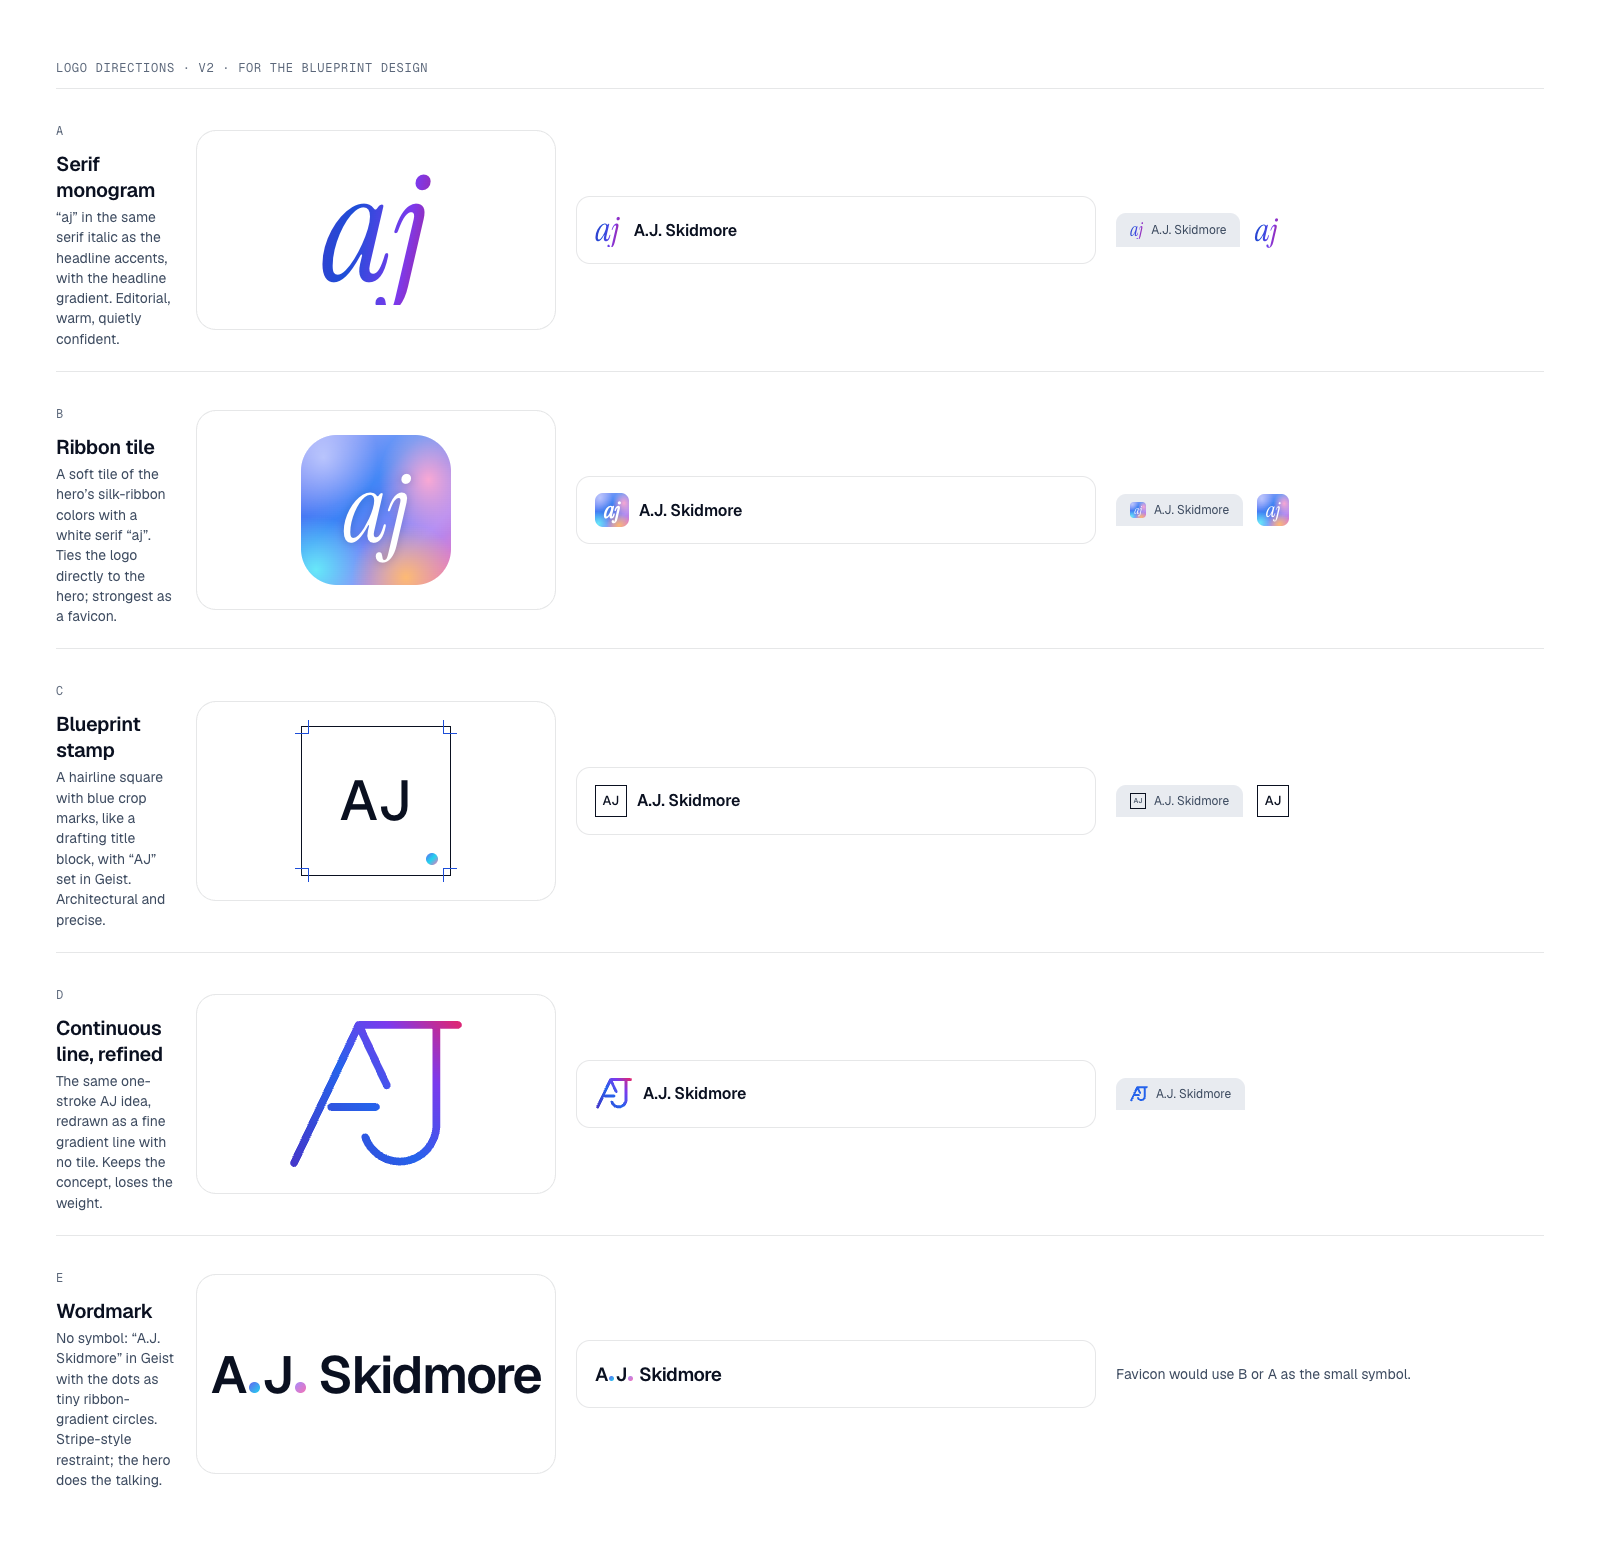 LOGO DIRECTIONS · V2 · FOR THE BLUEPRINT DESIGN
A
Serif
monogram
“aj” in the same
serif italic as the
headline accents,
with the headline
gradient. Editorial,
warm, quietly
confident.
aj
aj A.J. Skidmore
aj A.J. Skidmore
aj
B
Ribbon tile
A soft tile of the
hero’s silk-ribbon
colors with a
white serif “aj”.
Ties the logo
directly to the
hero; strongest as
a favicon.
aj
aj A.J. Skidmore
aj A.J. Skidmore
aj
C
Blueprint
stamp
A hairline square
with blue crop
marks, like a
drafting title
block, with “AJ”
set in Geist.
Architectural and
precise.
AJ
AJ A.J. Skidmore
AJ A.J. Skidmore
AJ
D
Continuous
line, refined
The same one-
stroke AJ idea,
redrawn as a fine
gradient line with
no tile. Keeps the
concept, loses the
weight.
AJ
AJ A.J. Skidmore
AJ A.J. Skidmore
E
Wordmark
No symbol: “A.J.
Skidmore” in Geist
with the dots as
tiny ribbon-
gradient circles.
Stripe-style
restraint; the hero
does the talking.
A.J. Skidmore
A.J. Skidmore
Favicon would use B or A as the small symbol.